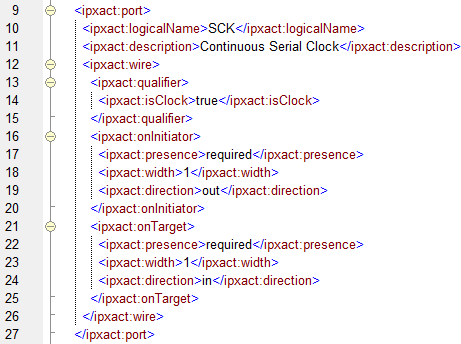 9 <ipxact:port>
10 <ipxact:logicalName>SCK</ipxact:logicalName>
11 <ipxact:description>Continuous Serial Clock</ipxact:description>
12 <ipxact:wire>
13 <ipxact:qualifier>
14 <ipxact:isClock>true</ipxact:isClock>
15 </ipxact:qualifier>
16 <ipxact:onInitiator>
17 <ipxact:presence>required</ipxact:presence>
18 <ipxact:width>1</ipxact:width>
19 <ipxact:direction>out</ipxact:direction>
20 </ipxact:onInitiator>
21 <ipxact:onTarget>
22 <ipxact:presence>required</ipxact:presence>
23 <ipxact:width>1</ipxact:width>
24 <ipxact:direction>in</ipxact:direction>
25 </ipxact:onTarget>
26 </ipxact:wire>
27 </ipxact:port>